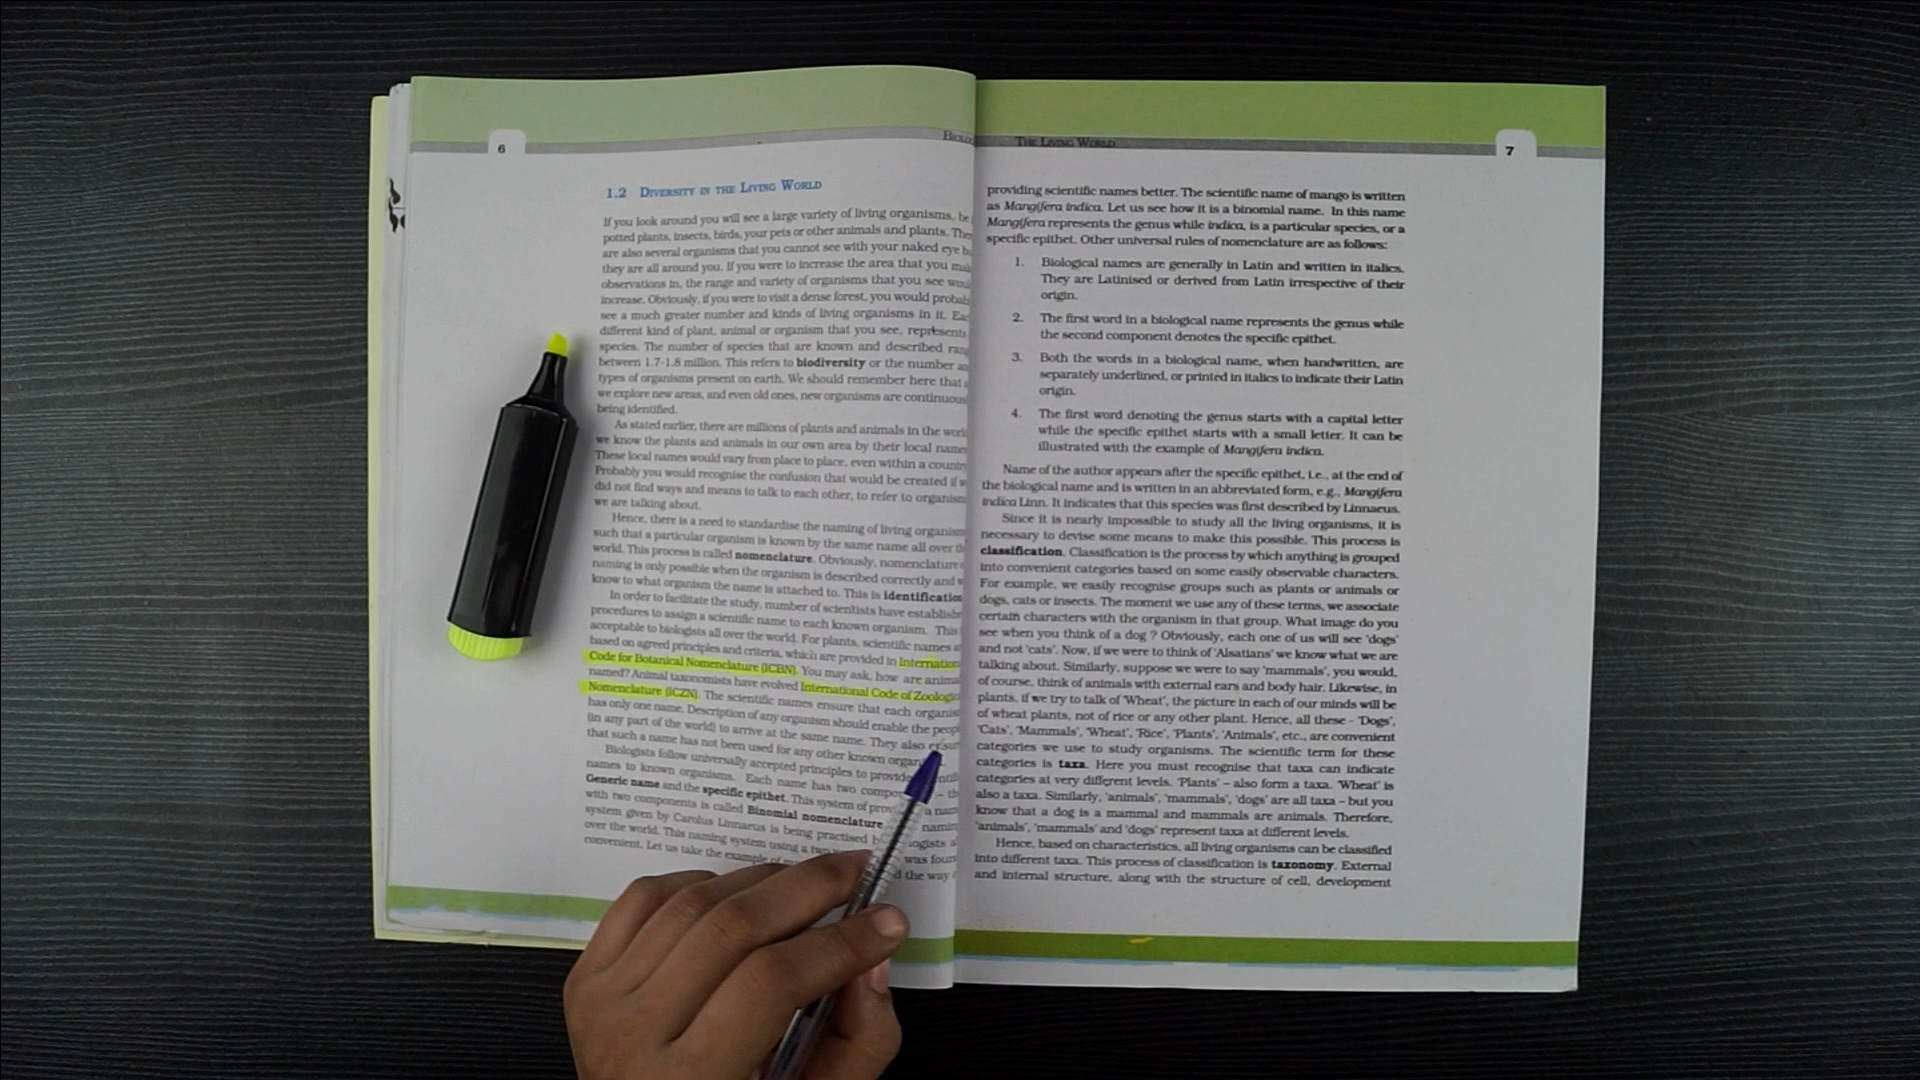 6
1.2 DIVERSITY IN THE LIVING WORLD
If you look around you will see a large variety of living organisms, be
potted plants, insects, birds, your pets or other animals and plants.
are also several organisms that you cannot see with your naked eye
they are all around you. If you were to increase the area that you
observations in, the range and variety of organisms that you see
increase. Obviously, if you were to visit a dense forest, you would
see a much greater number and kinds of living organisms in it.
different kind of plant, animal or organism that you see, represents
species. The number of species that are known and described
between 1.7-1.8 million. This refers to biodiversity or the number
types of organisms present on earth. We should remember here that
we explore new areas, and even old ones, new organisms are
being identified.
As stated earlier, there are millions of plants and animals in the
we know the plants and animals in our own area by their local
These local names would vary from place to place, even within a
Probably you would recognise the confusion that would be created if
did not find ways and means to talk to each other, to refer to
we are talking about.
Hence, there is a need to standardise the naming of living
such that a particular organism is known by the same name all over
world. This process is called nomenclature. Obviously, nomenclature
naming is only possible when the organism is described correctly and
know to what organism the name is attached to. This is
In order to facilitate the study, number of scientists have
procedures to assign a scientific name to each known organism. This
acceptable to biologists all over the world. For plants, scientific names
based on agreed principles and criteria, which are provided in
Code for Botanical Nomenclature (ICBN). You may ask, how are
named? Animal taxonomists have evolved International Code of
Nomenclature (ICZN). The scientific names ensure that each
has only one name. Description of any organism should enable the
(in any part of the world) to arrive at the same name. They also
that such a name has not been used for any other known
Biologists follow universally accepted principles to provide
names to known organisms. Each name has two
Generic name and the specific epithet. This system of
with two components is called Binomial nomenclature
system given by Carolus Linnaeus is being practised
over the world. This naming system using a two was
convenient. Let us take the example of the way
THE LIVING WORLD
7
providing scientific names better. The scientific name of mango is written
as Mangifera indica. Let us see how it is a binomial name. In this name
Mangifera represents the genus while indica, is a particular species, or a
specific epithet. Other universal rules of nomenclature are as follows:
1. Biological names are generally in Latin and written in italics.
They are Latinised or derived from Latin irrespective of their
origin.
2. The first word in a biological name represents the genus while
the second component denotes the specific epithet.
3. Both the words in a biological name, when handwritten, are
separately underlined, or printed in italics to indicate their Latin
origin.
4. The first word denoting the genus starts with a capital letter
while the specific epithet starts with a small letter. It can be
illustrated with the example of Mangifera indica.
Name of the author appears after the specific epithet, i.e., at the end of
the biological name and is written in an abbreviated form, e.g., Mangifera
indica Linn. It indicates that this species was first described by Linnaeus.
Since it is nearly impossible to study all the living organisms, it is
necessary to devise some means to make this possible. This process is
classification. Classification is the process by which anything is grouped
into convenient categories based on some easily observable characters.
For example, we easily recognise groups such as plants or animals or
dogs, cats or insects. The moment we use any of these terms, we associate
certain characters with the organism in that group. What image do you
see when you think of a dog ? Obviously, each one of us will see ‘dogs’
and not ‘cats’. Now, if we were to think of ‘Alsatians’ we know what we are
talking about. Similarly, suppose we were to say ‘mammals’, you would,
of course, think of animals with external ears and body hair. Likewise, in
plants, if we try to talk of ‘Wheat’, the picture in each of our minds will be
of wheat plants, not of rice or any other plant. Hence, all these - ‘Dogs’,
‘Cats’, ‘Mammals’, ‘Wheat’, ‘Rice’, ‘Plants’, ‘Animals’, etc., are convenient
categories we use to study organisms. The scientific term for these
categories is taxa. Here you must recognise that taxa can indicate
categories at very different levels. ‘Plants’ – also form a taxa. ‘Wheat’ is
also a taxa. Similarly, ‘animals’, ‘mammals’, ‘dogs’ are all taxa – but you
know that a dog is a mammal and mammals are animals. Therefore,
‘animals’, ‘mammals’ and ‘dogs’ represent taxa at different levels.
Hence, based on characteristics, all living organisms can be classified
into different taxa. This process of classification is taxonomy. External
and internal structure, along with the structure of cell, development